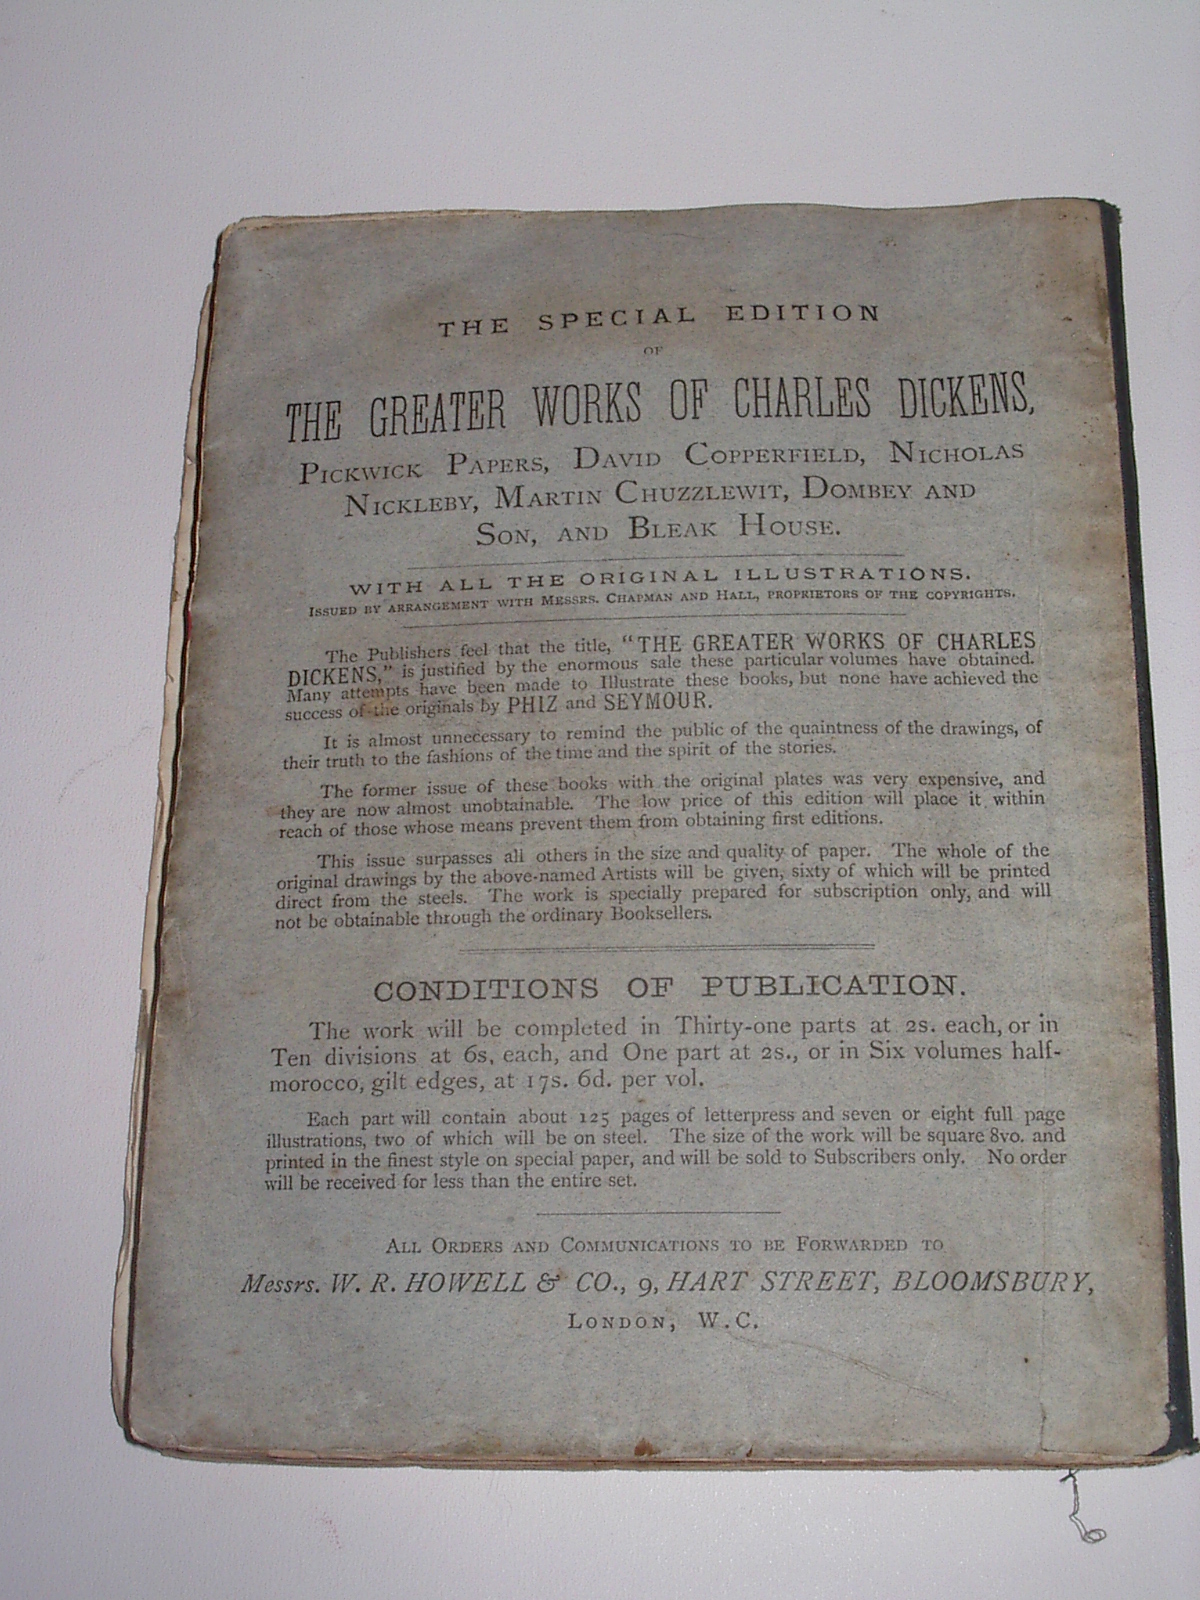 THE SPECIAL EDITION
OF
THE GREATER WORKS OF CHARLES DICKENS,
PICKWICK PAPERS, DAVID COPPERFIELD, NICHOLAS
NICKLEBY, MARTIN CHUZZLEWIT, DOMBEY AND
SON, AND BLEAK HOUSE.
WITH ALL THE ORIGINAL ILLUSTRATIONS.
ISSUED BY ARRANGEMENT WITH MESSRS. CHAPMAN AND HALL, PROPRIETORS OF THE COPYRIGHTS.
The Publishers feel that the title, "THE GREATER WORKS OF CHARLES
DICKENS," is justified by the enormous sale these particular volumes have obtained.
Many attempts have been made to Illustrate these books, but none have achieved the
success of the originals by PHIZ and SEYMOUR.
It is almost unnecessary to remind the public of the quaintness of the drawings, of
their truth to the fashions of the time and the spirit of the stories.
The former issue of these books with the original plates was very expensive, and
they are now almost unobtainable. The low price of this edition will place it within
reach of those whose means prevent them from obtaining first editions.
This issue surpasses all others in the size and quality of paper. The whole of the
original drawings by the above-named Artists will be given, sixty of which will be printed
direct from the steels. The work is specially prepared for subscription only, and will
not be obtainable through the ordinary Booksellers.
CONDITIONS OF PUBLICATION.
The work will be completed in Thirty-one parts at 2s. each, or in
Ten divisions at 6s, each, and One part at 2s., or in Six volumes half-
morocco, gilt edges, at 17s. 6d. per vol.
Each part will contain about 125 pages of letterpress and seven or eight full page
illustrations, two of which will be on steel. The size of the work will be square 8vo. and
printed in the finest style on special paper, and will be sold to Subscribers only. No order
will be received for less than the entire set.
ALL ORDERS AND COMMUNICATIONS TO BE FORWARDED TO
Messrs. W. R. HOWELL & CO., 9, HART STREET, BLOOMSBURY,
LONDON, W.C.